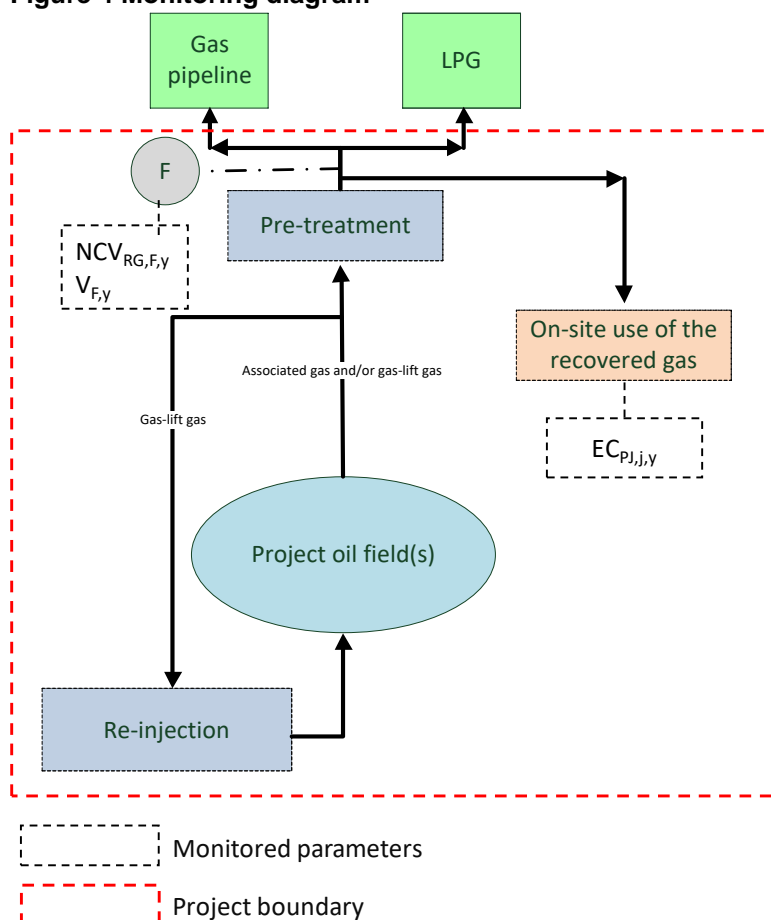 Figure 4 Monitoring diagram
Gas
pipeline
LPG
F
Pre-treatment
NCV_RG,F,y
V_F,y
On-site use of the
recovered gas
Associated gas and/or gas-lift gas
Gas-lift gas
EC_PJ,j,y
Project oil field(s)
Re-injection
Monitored parameters
Project boundary